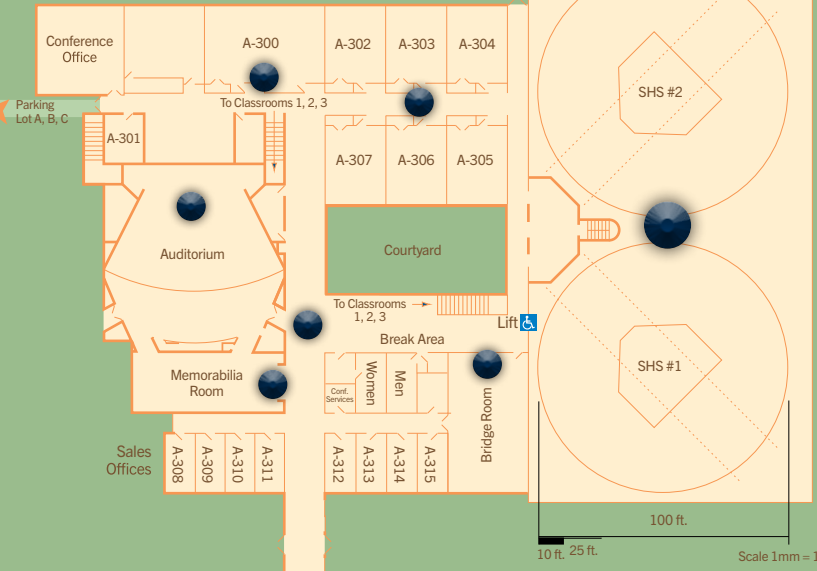 Conference
Office
A-300
A-302
A-303
A-304
SHS #2
Parking
Lot A, B, C
To Classrooms 1, 2, 3
A-301
A-307
A-306
A-305
Auditorium
Courtyard
To Classrooms
1, 2, 3
Lift
Break Area
SHS #1
Memorabilia
Room
Conf.
Services
Women
Men
Bridge Room
Sales
Offices
A-308
A-309
A-310
A-311
A-312
A-313
A-314
A-315
100 ft.
10 ft.
25 ft.
Scale 1mm = 1